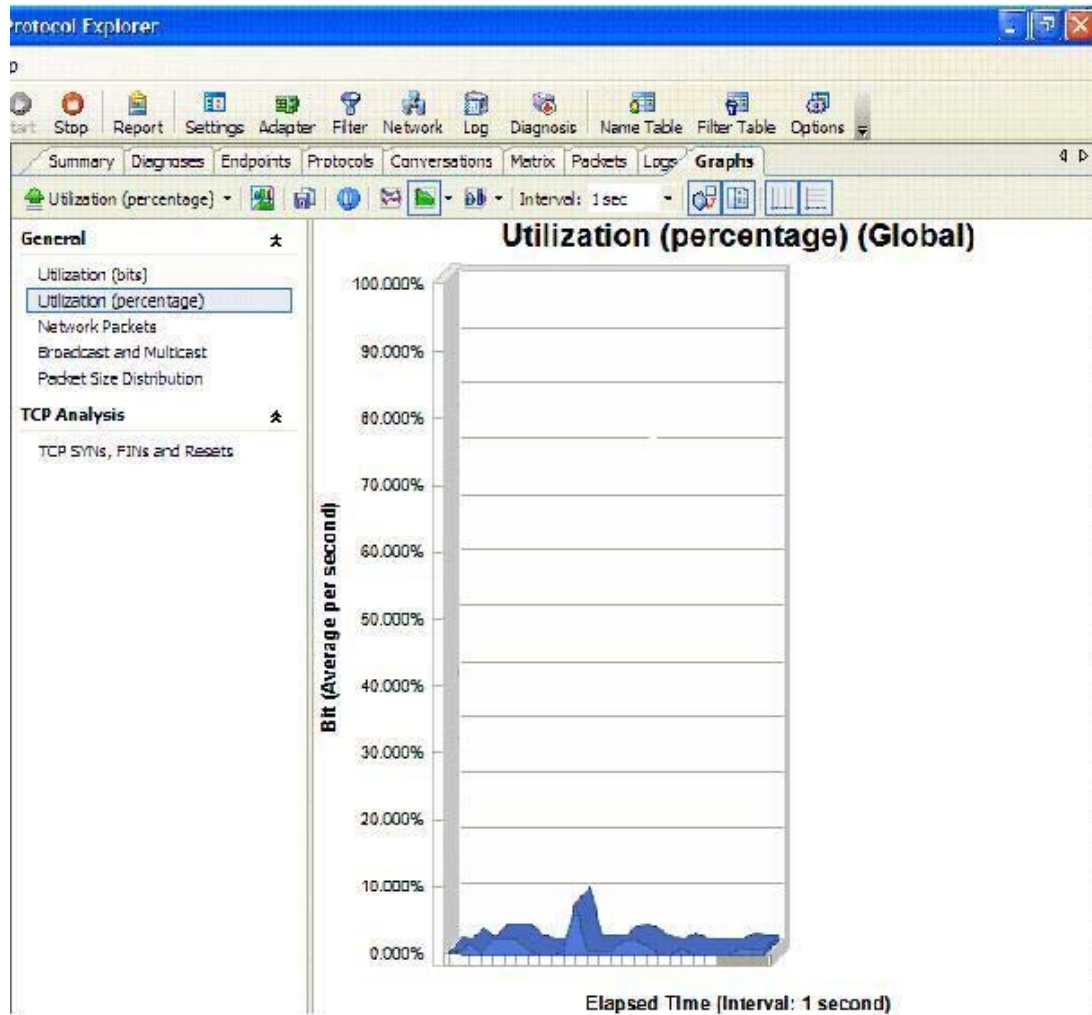 Protocol Explorer
Stop Report Settings Adapter Filter Network Log Diagnosis Name Table Filter Table Options
Summary Diagnoses Endpoints Protocols Conversations Matrix Packets Logs Graphs
Utilization (percentage) Interval: 1 sec
General
Utilization (bits)
Utilization (percentage)
Network Packets
Broadcast and Multicast
Packet Size Distribution
TCP Analysis
TCP SYNs, FINs and Resets
Utilization (percentage) (Global)
100.000%
90.000%
80.000%
70.000%
60.000%
50.000%
40.000%
30.000%
20.000%
10.000%
0.000%
Bit (Average per second)
Elapsed Time (Interval: 1 second)